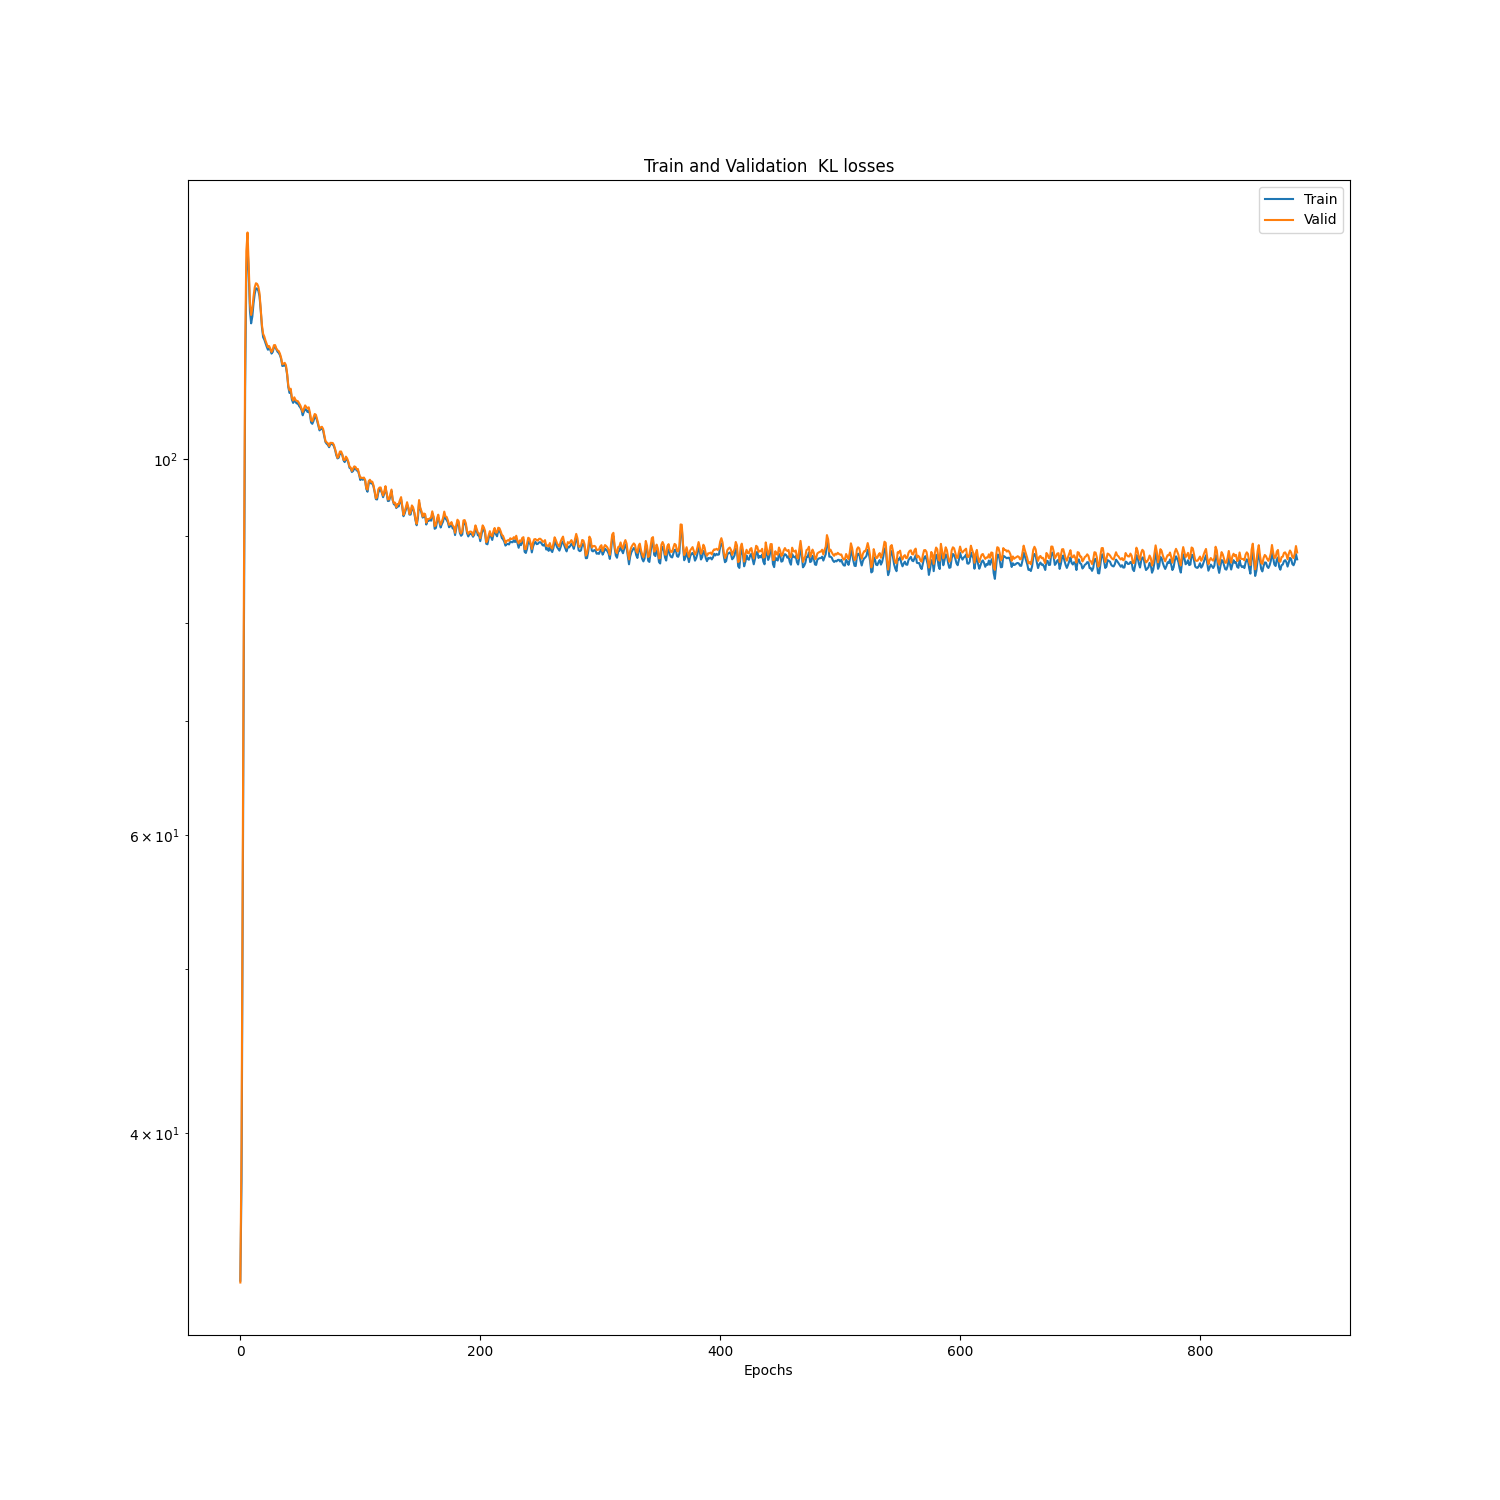 Train and Validation  KL losses
Train
Valid
10²
6 × 10¹
4 × 10¹
0 200 400 600 800
Epochs